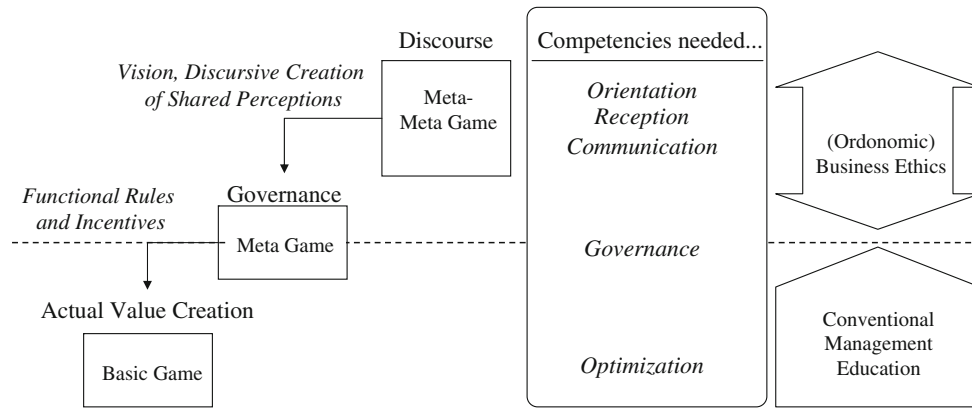 Discourse
Vision, Discursive Creation
of Shared Perceptions
Meta-
Meta Game
Governance
Functional Rules
and Incentives
Meta Game
Actual Value Creation
Basic Game
Competencies needed...
Orientation
Reception
Communication
Governance
Optimization
(Ordonomic)
Business Ethics
Conventional
Management
Education